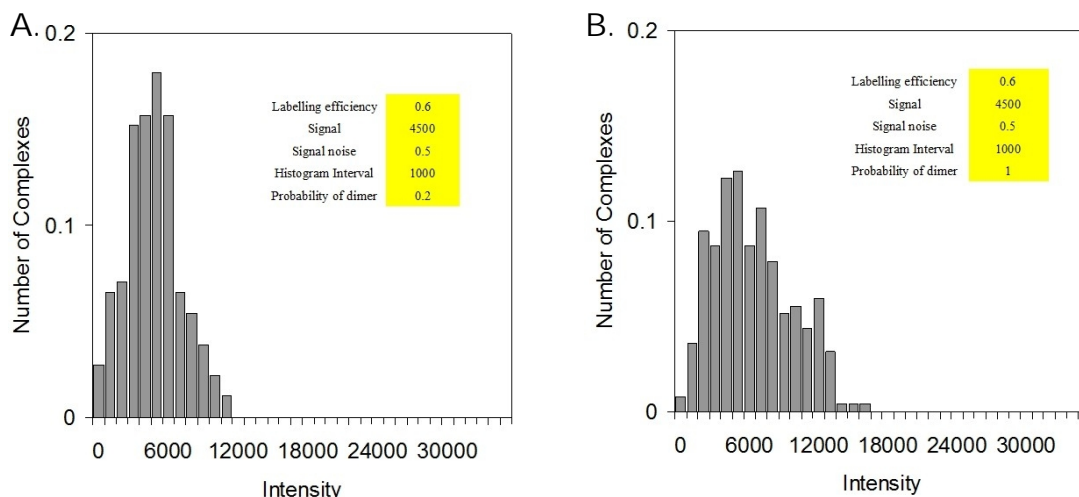 A.
0.2
Labelling efficiency 0.6
Signal 4500
Signal noise 0.5
Histogram Interval 1000
Probability of dimer 0.2
0.1
Number of Complexes
0
0 6000 12000 18000 24000 30000
Intensity
B.
0.2
Labelling efficiency 0.6
Signal 4500
Signal noise 0.5
Histogram Interval 1000
Probability of dimer 1
0.1
Number of Complexes
0
0 6000 12000 18000 24000 30000
Intensity